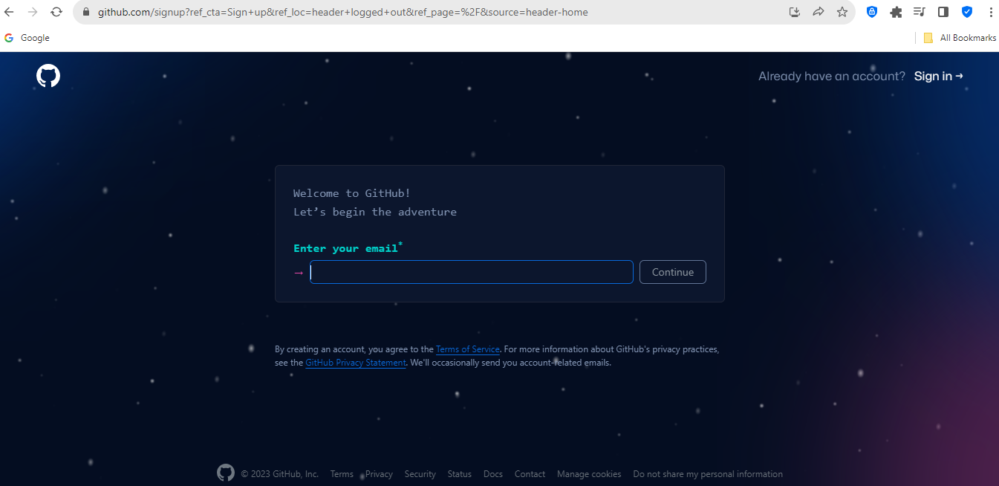 github.com/signup?ref_cta=Sign+up&ref_loc=header+logged+out&ref_page=%2F&source=header-home
Google
All Bookmarks
Already have an account? Sign in →
Welcome to GitHub!
Let’s begin the adventure
Enter your email*
→
Continue
By creating an account, you agree to the Terms of Service. For more information about GitHub's privacy practices,
see the GitHub Privacy Statement. We'll occasionally send you account-related emails.
© 2023 GitHub, Inc. Terms Privacy Security Status Docs Contact Manage cookies Do not share my personal information